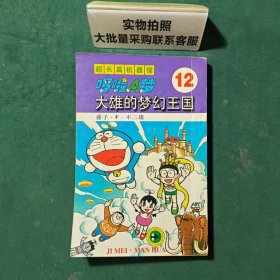 实物拍照
大批量采购联系客服
超长篇机器猫
哆啦A梦
12
大雄的梦幻王国
藤子·F·不二雄
JI MEI·MAN HUA